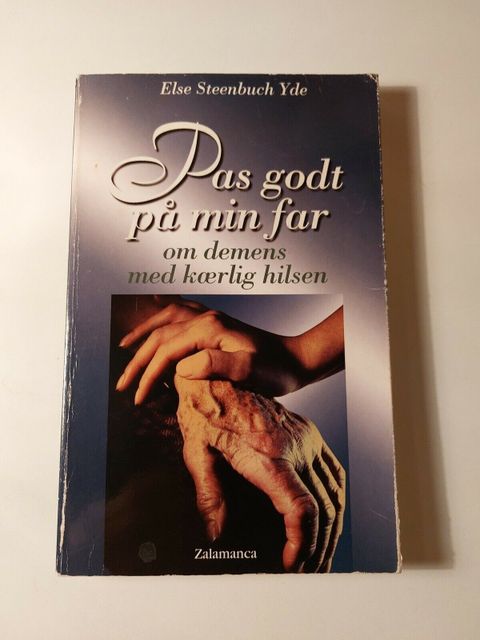 Else Steenbuch Yde
Pas godt
på min far
om demens
med kærlig hilsen
Zalamanca